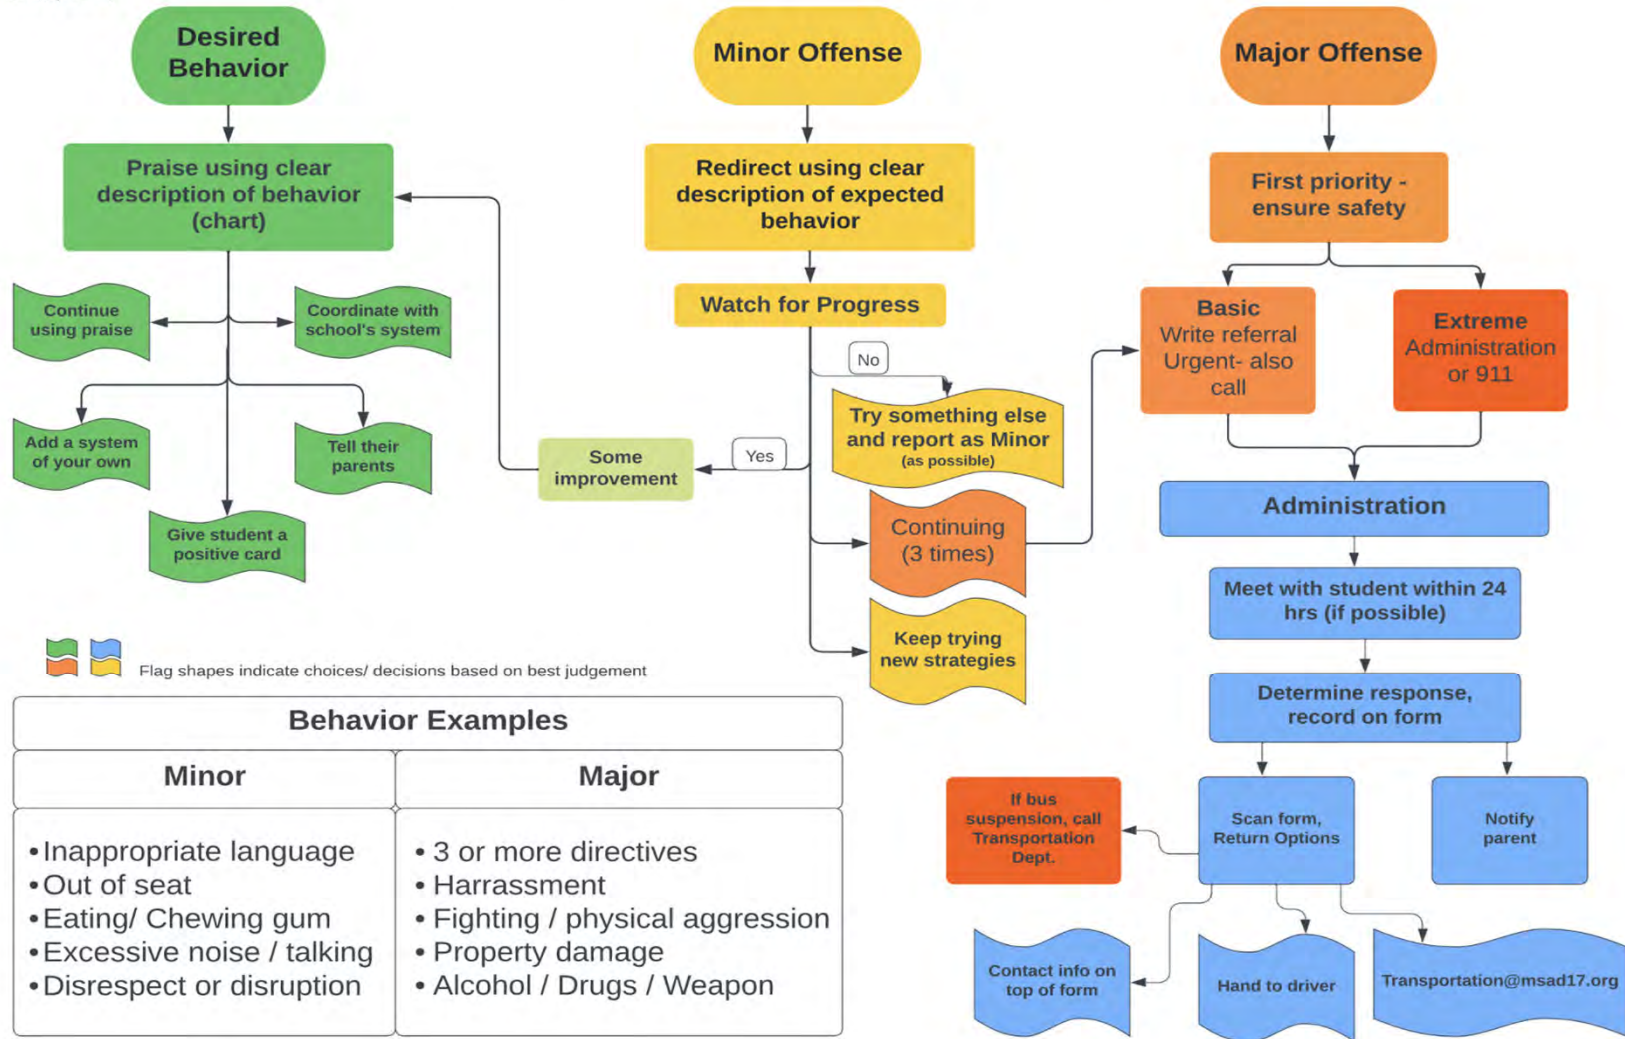 Desired
Behavior
Praise using clear
description of behavior
(chart)
Continue
using praise
Coordinate with
school's system
Add a system
of your own
Tell their
parents
Give student a
positive card
Minor Offense
Redirect using clear
description of expected
behavior
Watch for Progress
No
Try something else
and report as Minor
(as possible)
Yes
Some
improvement
Continuing
(3 times)
Keep trying
new strategies
Major Offense
First priority -
ensure safety
Basic
Write referral
Urgent- also
call
Extreme
Administration
or 911
Administration
Meet with student within 24
hrs (if possible)
Determine response,
record on form
If bus
suspension, call
Transportation
Dept.
Scan form,
Return Options
Notify
parent
Contact info on
top of form
Hand to driver
Transportation@msad17.org
Flag shapes indicate choices/ decisions based on best judgement
Behavior Examples
Minor
• Inappropriate language
• Out of seat
• Eating/ Chewing gum
• Excessive noise / talking
• Disrespect or disruption
Major
• 3 or more directives
• Harrassment
• Fighting / physical aggression
• Property damage
• Alcohol / Drugs / Weapon